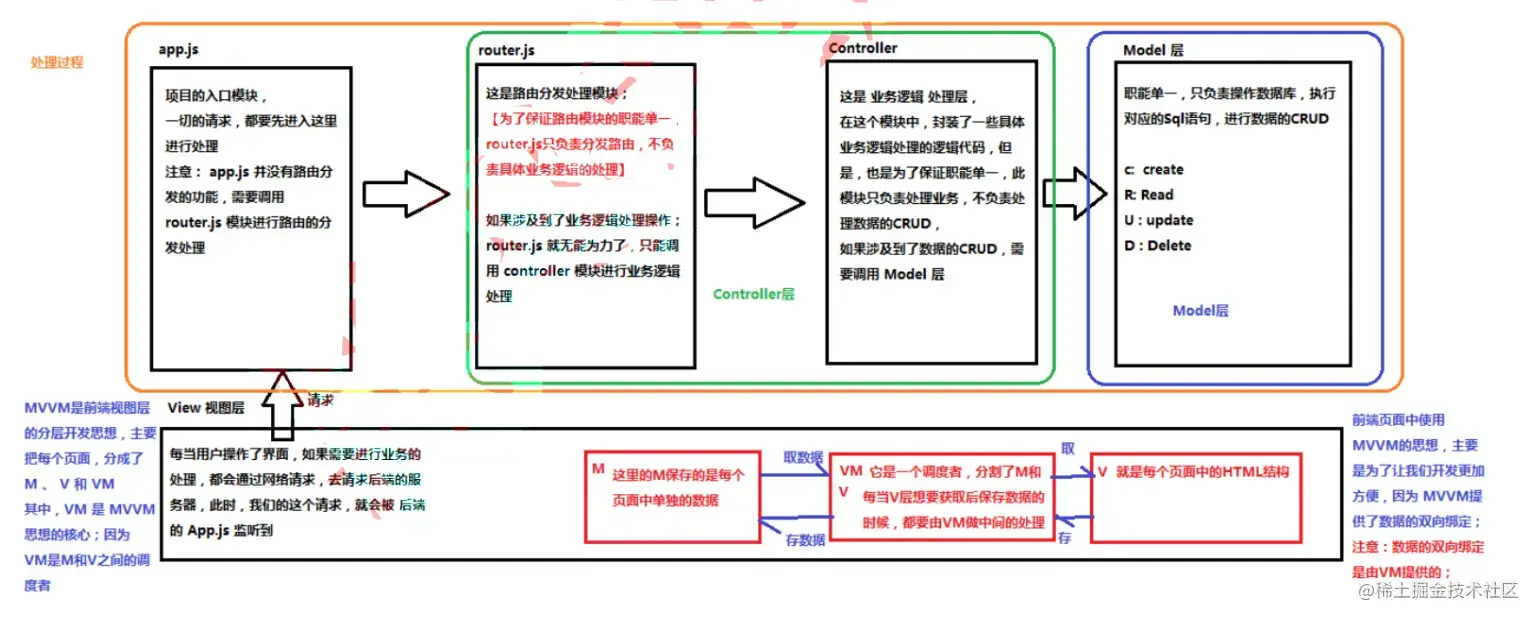 处理过程
app.js
项目的入口模块，
一切的请求，都要先进入这里
进行处理
注意： app.js 并没有路由分
发的功能，需要调用
router.js 模块进行路由的分
发处理
router.js
这是路由分发处理模块；
【为了保证路由模块的职能单一，
router.js只负责分发路由，不负
责具体业务逻辑的处理】
如果涉及到了业务逻辑处理操作；
router.js 就无能为力了，只能调
用 controller 模块进行业务逻辑
处理
Controller层
Controller
这是 业务逻辑 处理层，
在这个模块中，封装了一些具体
业务逻辑处理的逻辑代码，但
是，也是为了保证职能单一，此
模块只负责处理业务，不负责处
理数据的CRUD，
如果涉及到了数据的CRUD，需
要调用 Model 层
Model 层
职能单一，只负责操作数据库，执行
对应的Sql语句，进行数据的CRUD
c: create
R: Read
U : update
D : Delete
Model层
请求
MVVM是前端视图层
的分层开发思想，主要
把每个页面，分成了
M 、 V 和 VM
其中，VM 是 MVVM
思想的核心；因为
VM是M和V之间的调
度者
View 视图层
每当用户操作了界面，如果需要进行业务的
处理，都会通过网络请求，去请求后端的服
务器，此时，我们的这个请求，就会被 后端
的 App.js 监听到
M 这里的M保存的是每个
页面中单独的数据
取数据
存数据
VM 它是一个调度者，分割了M和
V 每当V层想要获取后保存数据的
时候，都要由VM做中间的处理
取
存
V 就是每个页面中的HTML结构
前端页面中使用
MVVM的思想，主要
是为了让我们开发更加
方便，因为 MVVM提
供了数据的双向绑定；
注意：数据的双向绑定
是由VM提供的；
@稀土掘金技术社区